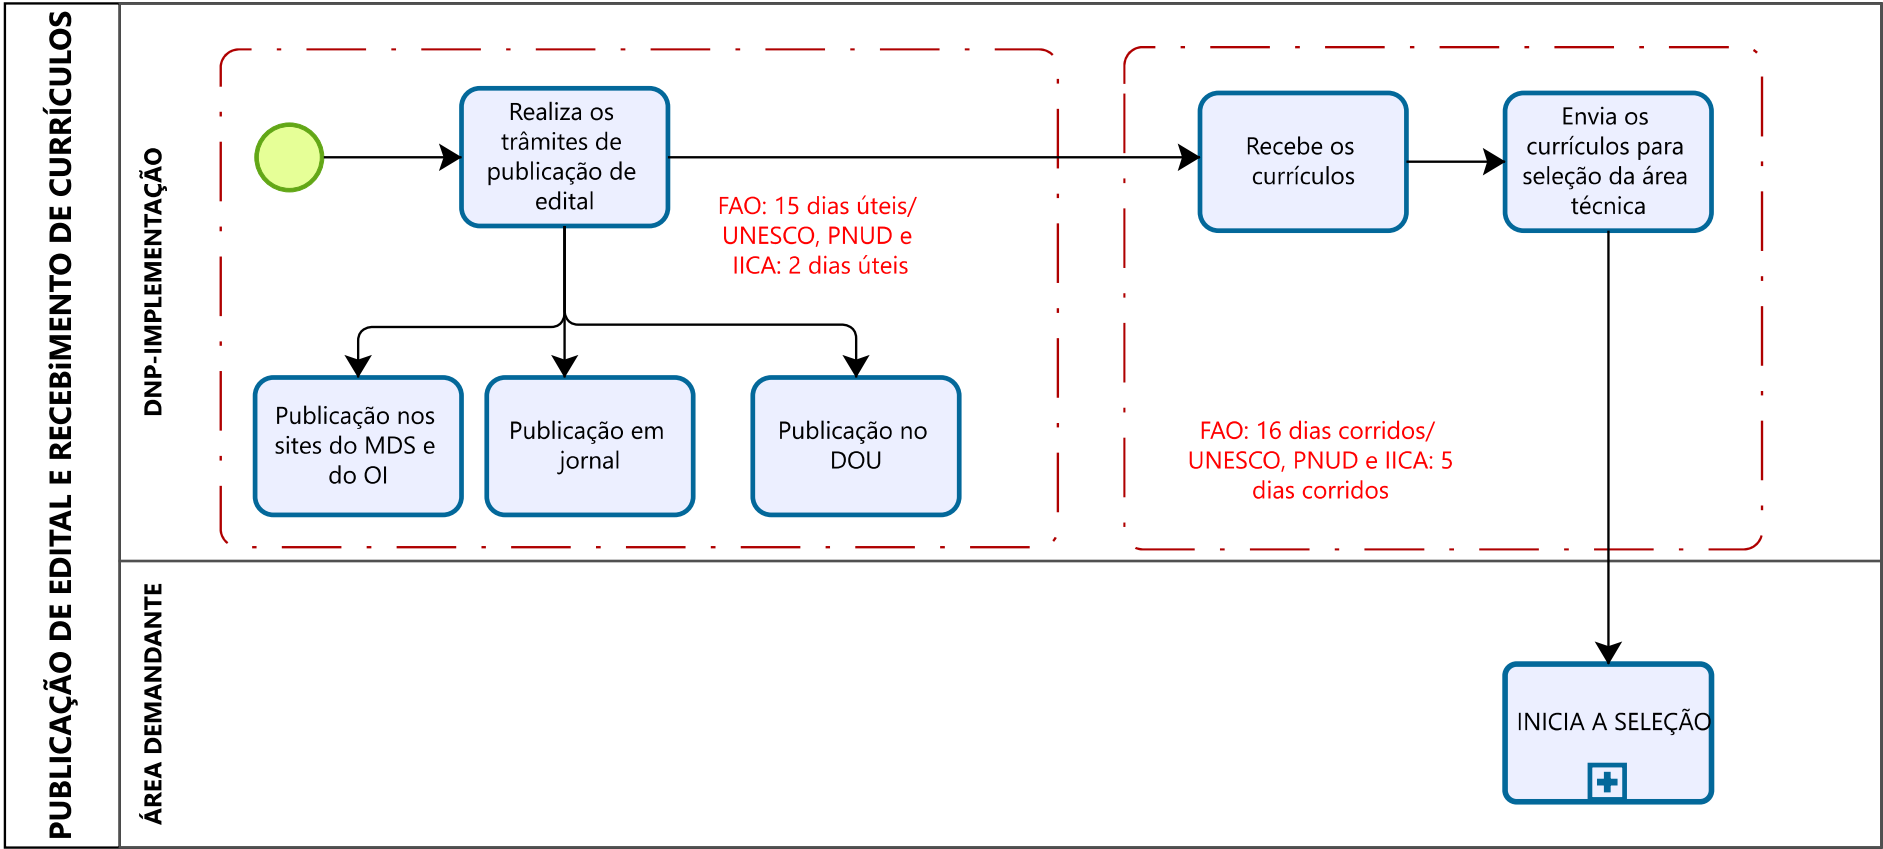 PUBLICAÇÃO DE EDITAL E RECEBiMENTO DE CURRÍCULOS
DNP-IMPLEMENTAÇÃO
Realiza os
trâmites de
publicação de
edital
FAO: 15 dias úteis/
UNESCO, PNUD e
IICA: 2 dias úteis
Publicação nos
sites do MDS e
do OI
Publicação em
jornal
Publicação no
DOU
Recebe os
currículos
Envia os
currículos para
seleção da área
técnica
FAO: 16 dias corridos/
UNESCO, PNUD e IICA: 5
dias corridos
ÁREA DEMANDANTE
INICIA A SELEÇÃO